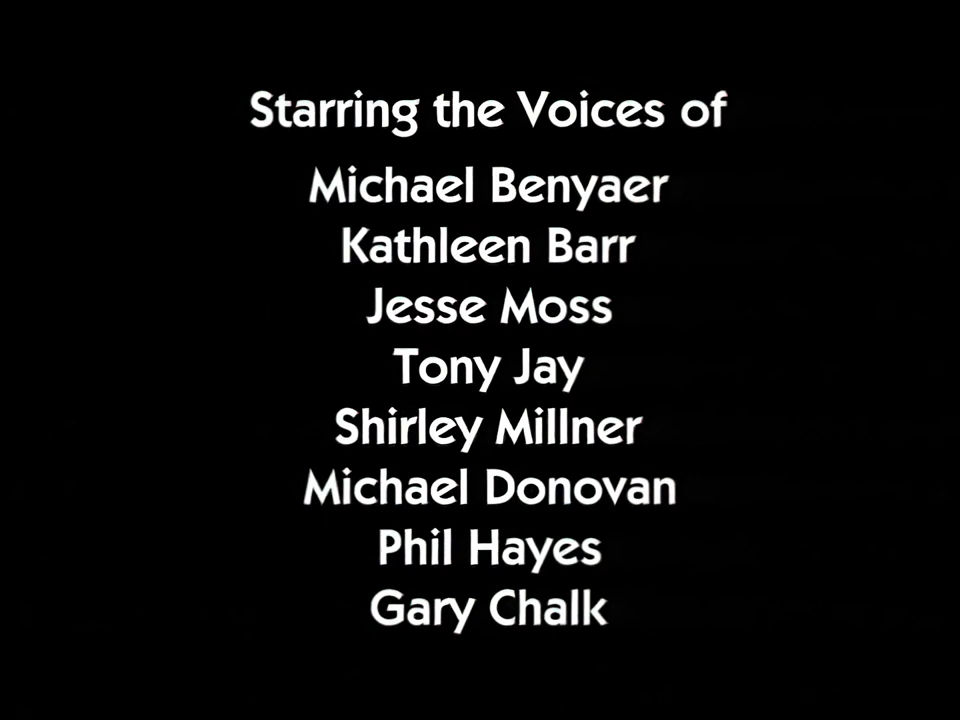 Starring the Voices of
Michael Benyaer
Kathleen Barr
Jesse Moss
Tony Jay
Shirley Millner
Michael Donovan
Phil Hayes
Gary Chalk